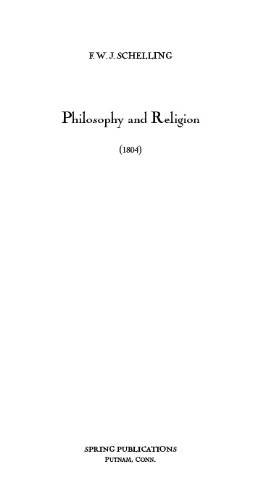 F. W. J. SCHELLING
Philosophy and Religion
(1804)
SPRING PUBLICATIONS
PUTNAM, CONN.